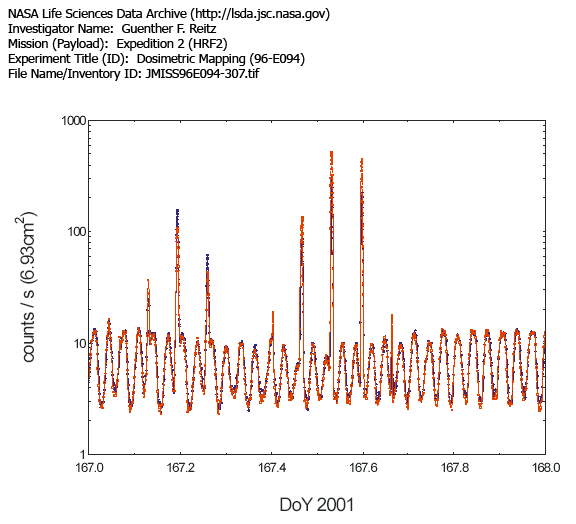 NASA Life Sciences Data Archive (http://lsda.jsc.nasa.gov)
Investigator Name:  Guenther F. Reitz
Mission (Payload):  Expedition 2 (HRF2)
Experiment Title (ID):  Dosimetric Mapping (96-E094)
File Name/Inventory ID: JMISS96E094-307.tif
1000
100
10
1
counts / s (6.93cm²)
167.0 167.2 167.4 167.6 167.8 168.0
DoY 2001